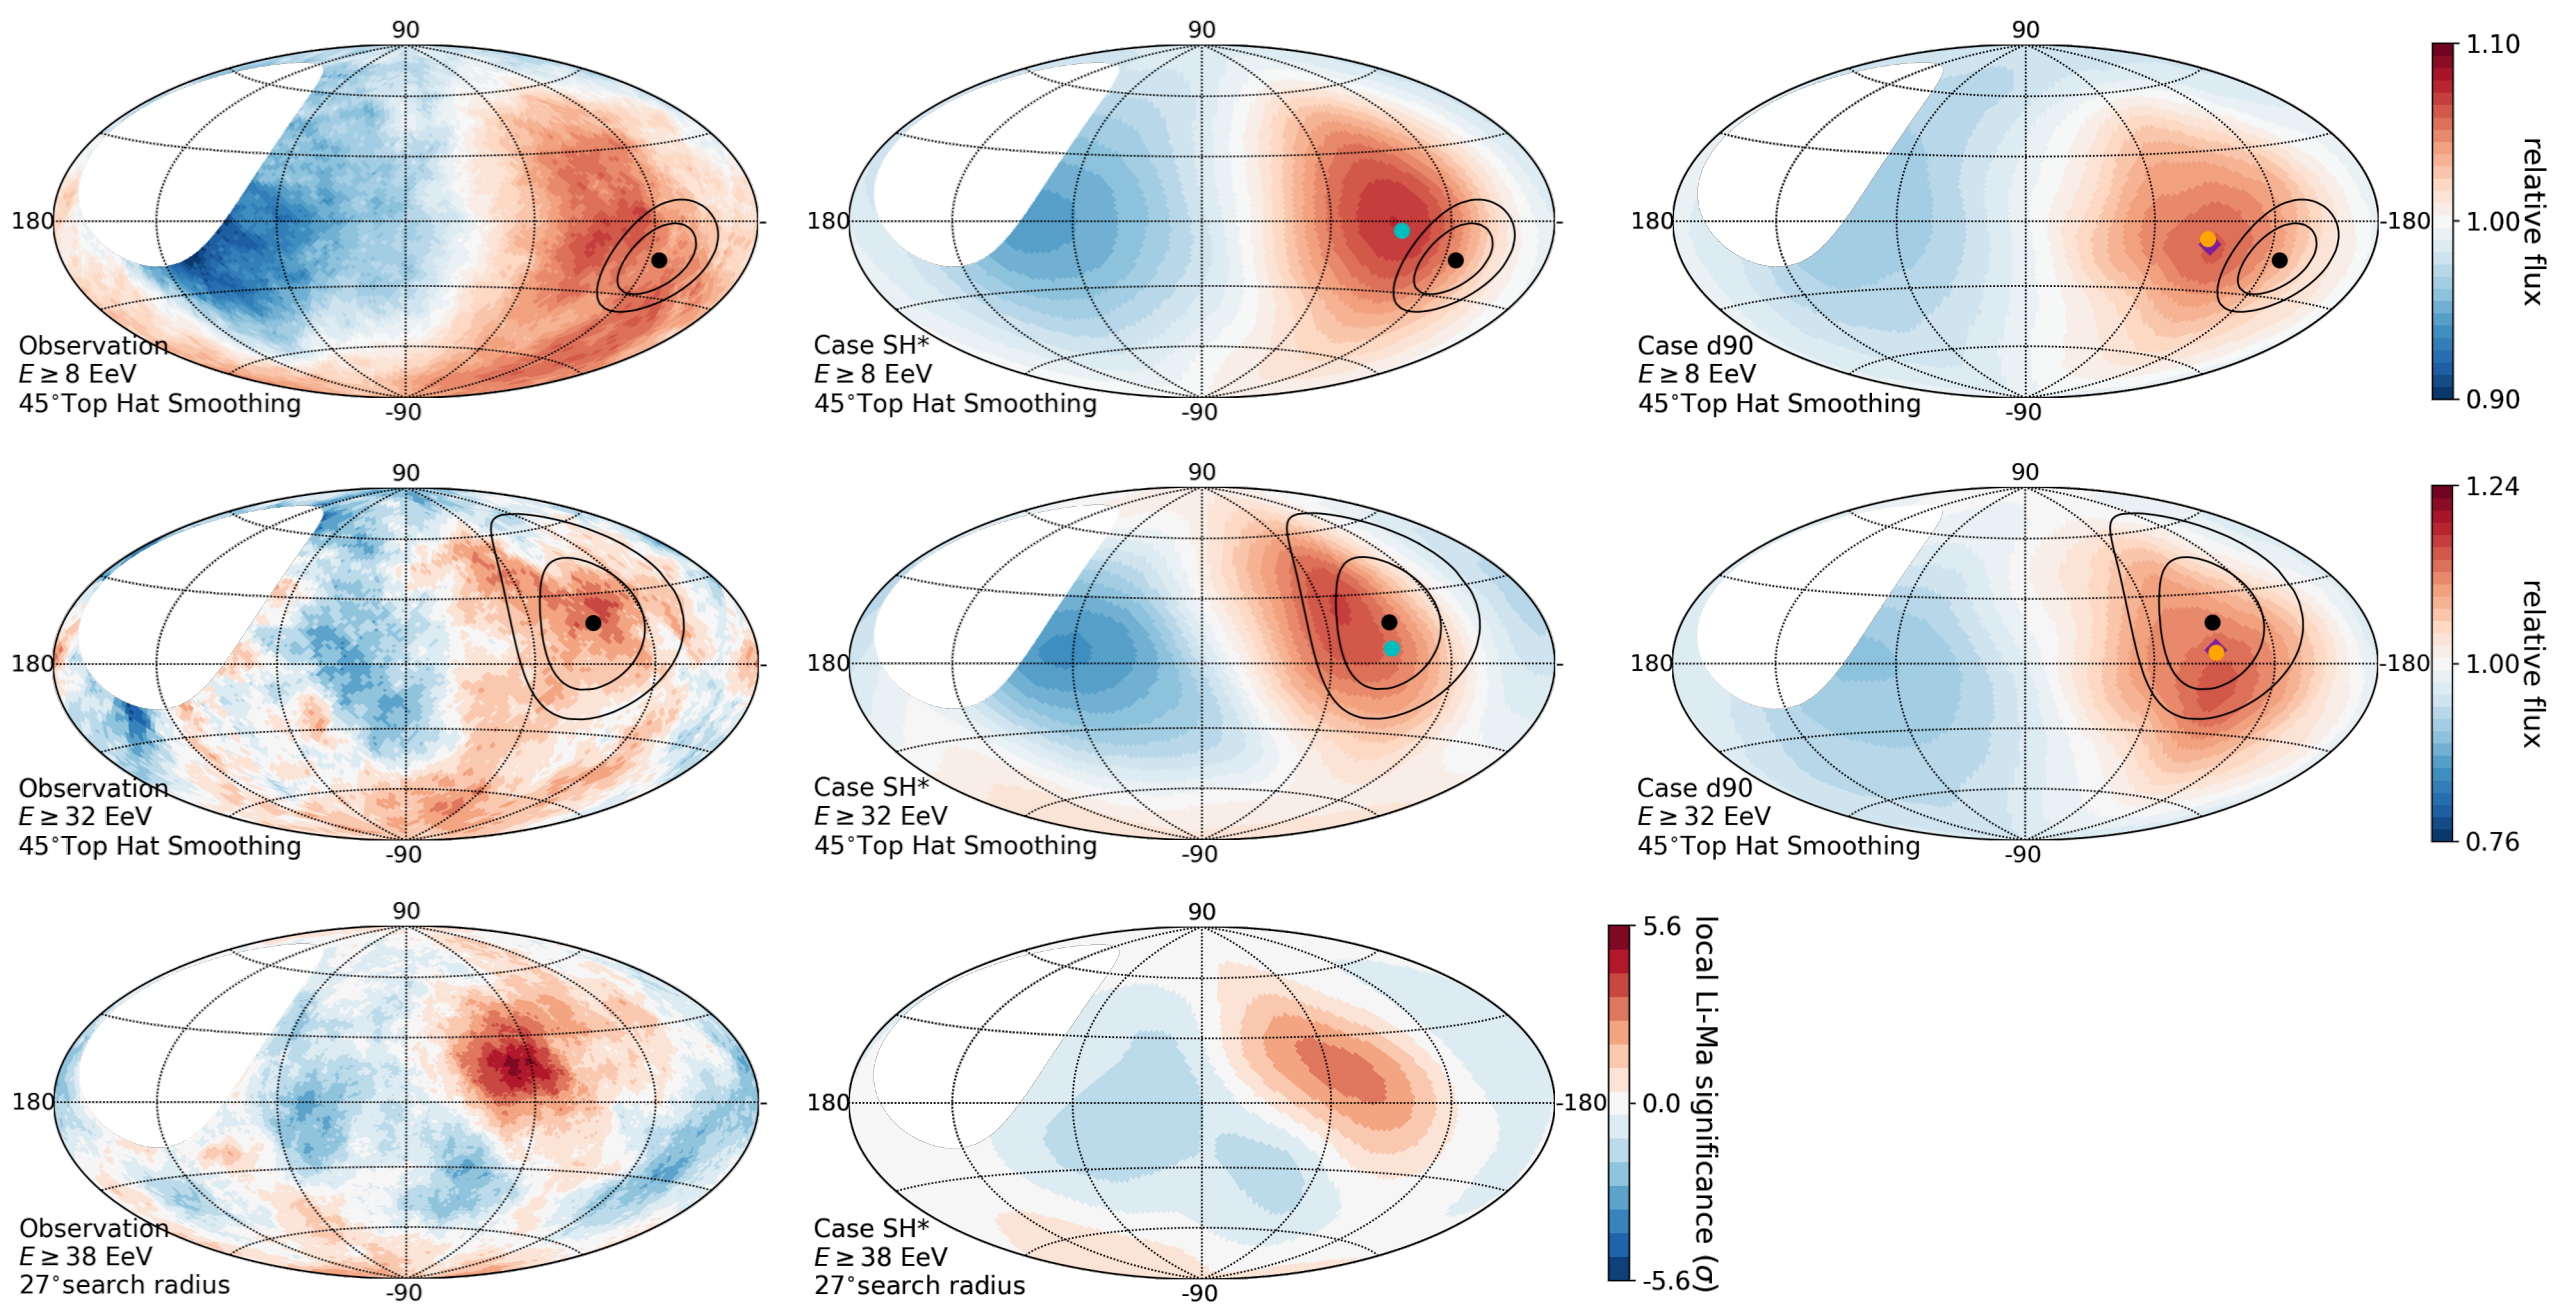 90
90
90
1.10
180
180
-
180
-180
1.00
relative flux
Observation
E ≥ 8 EeV
45°Top Hat Smoothing
-90
Case SH*
E ≥ 8 EeV
45°Top Hat Smoothing
-90
Case d90
E ≥ 8 EeV
45°Top Hat Smoothing
-90
0.90
90
90
90
1.24
180
180
-
180
-180
1.00
relative flux
Observation
E ≥ 32 EeV
45°Top Hat Smoothing
-90
Case SH*
E ≥ 32 EeV
45°Top Hat Smoothing
-90
Case d90
E ≥ 32 EeV
45°Top Hat Smoothing
-90
0.76
90
90
5.6
180
-
180
-180
0.0
local Li-Ma significance (σ)
Observation
E ≥ 38 EeV
27°search radius
-90
Case SH*
E ≥ 38 EeV
27°search radius
-90
-5.6